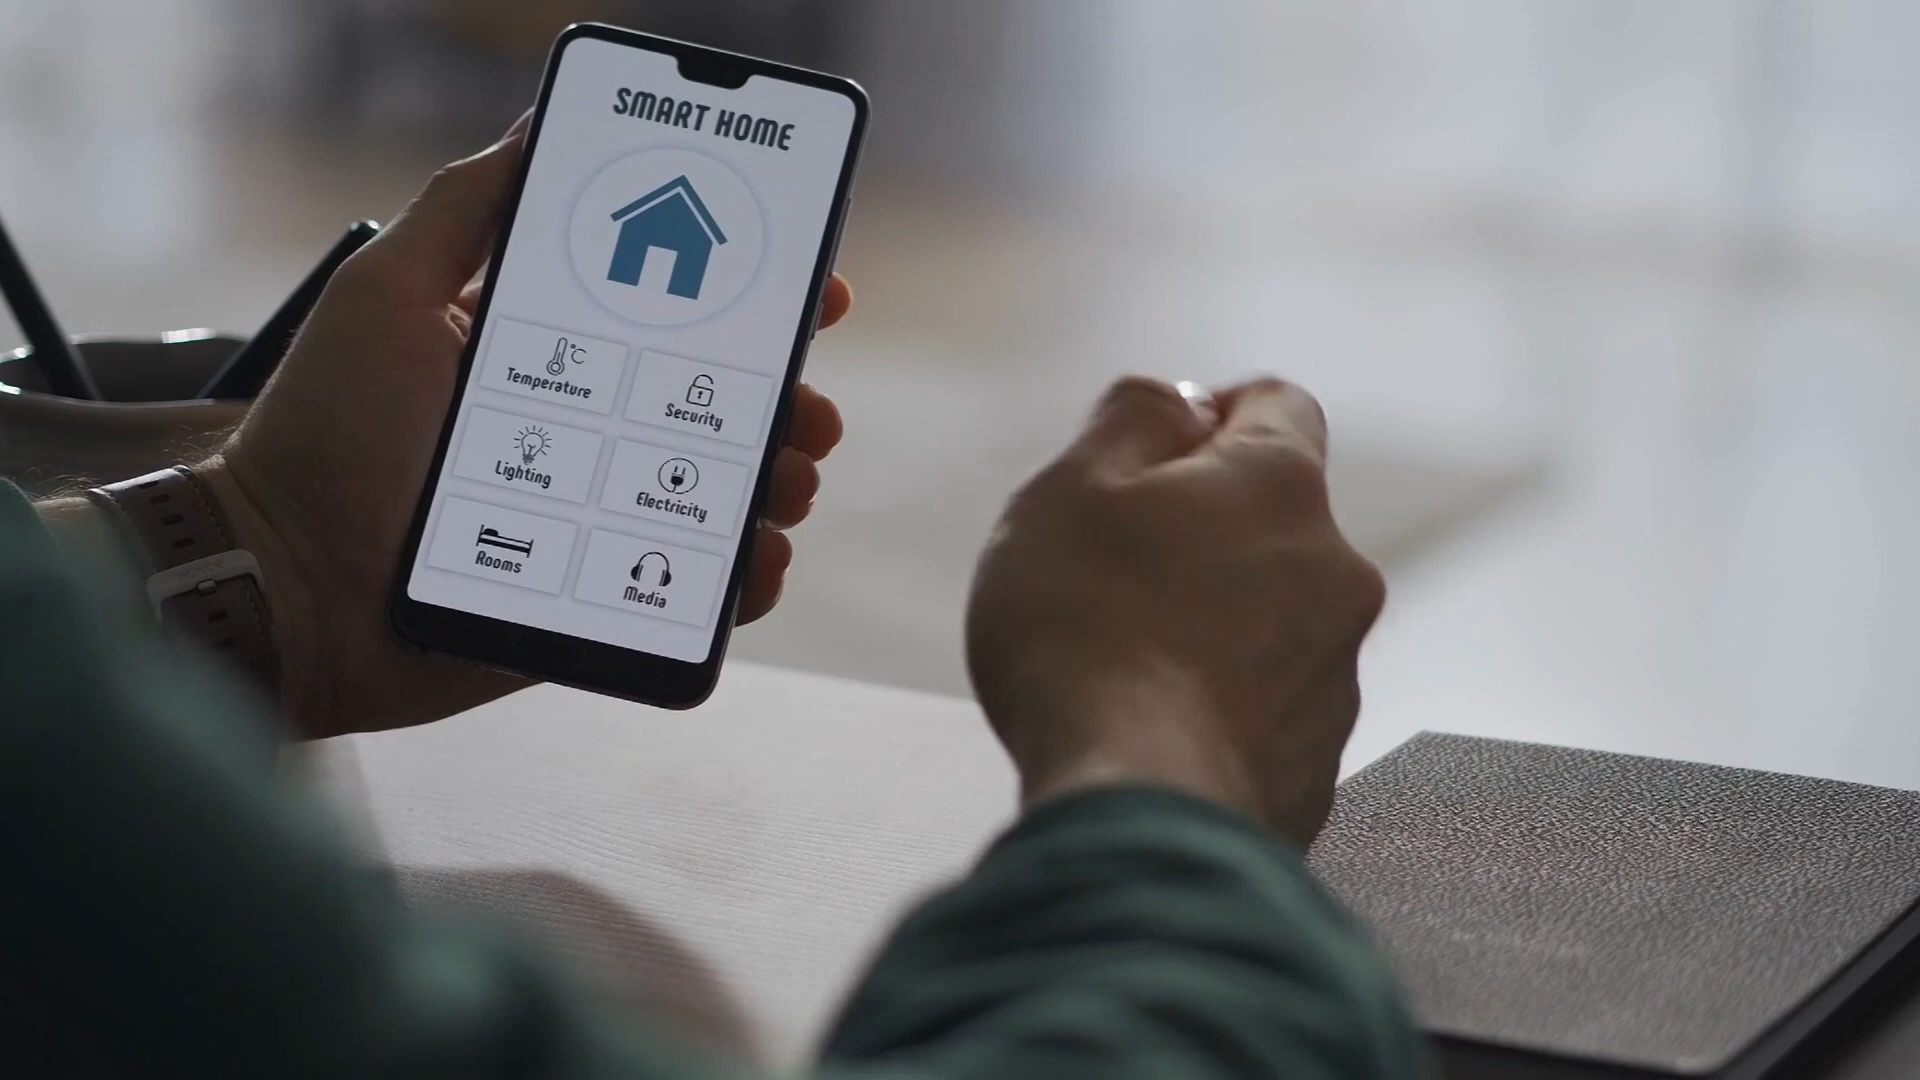 SMART HOME
°C
Temperature
Security
Lighting
Electricity
Rooms
Media